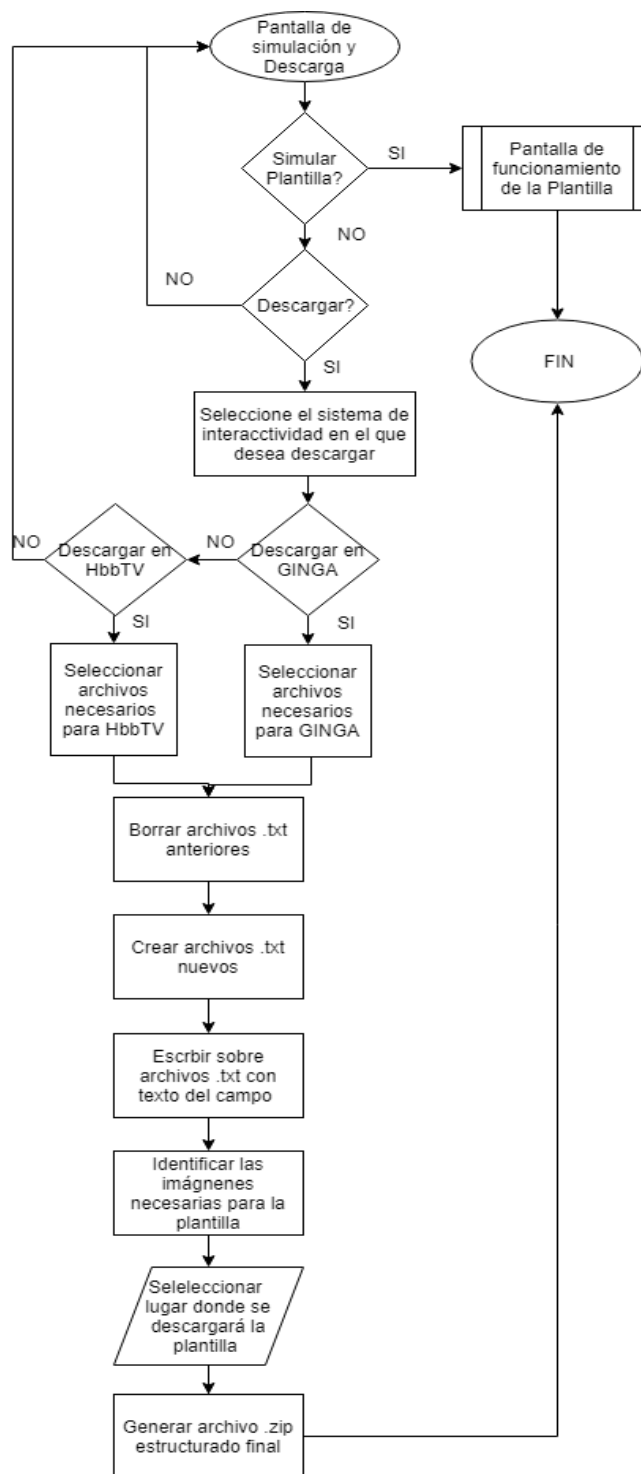 Pantalla de
simulación y
Descarga
Simular
Plantilla?
SI
Pantalla de
funcionamiento
de la Plantilla
NO
NO
Descargar?
FIN
SI
Seleccione el sistema de
interacctividad en el que
desea descargar
NO
Descargar en
HbbTV
NO
Descargar en
GINGA
SI
SI
Seleccionar
archivos
necesarios
para HbbTV
Seleccionar
archivos
necesarios
para GINGA
Borrar archivos .txt
anteriores
Crear archivos .txt
nuevos
Escrbir sobre
archivos .txt con
texto del campo
Identificar las
imágnenes
necesarias para la
plantilla
Seleleccionar
lugar donde se
descargará la
plantilla
Generar archivo .zip
estructurado final